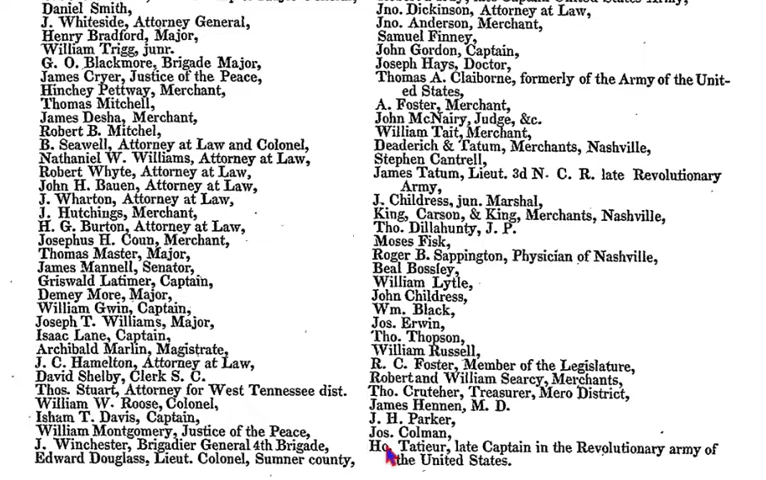 Daniel Smith,
J. Whiteside, Attorney General,
Henry Bradford, Major,
William Trigg, junr.
G. O. Blackmore, Brigade Major,
James Cryer, Justice of the Peace,
Hinchey Pettway, Merchant,
Thomas Mitchell,
James Desha, Merchant,
Robert B. Mitchel,
B. Seawell, Attorney at Law and Colonel,
Nathaniel W. Williams, Attorney at Law,
Robert Whyte, Attorney at Law,
John H. Bauen, Attorney at Law,
J. Wharton, Attorney at Law,
J. Hutchings, Merchant,
H. G. Burton, Attorney at Law,
Josephus H. Coun, Merchant,
Thomas Master, Major,
James Mannell, Senator,
Griswald Latimer, Captain,
Demey More, Major,
William Gwin, Captain,
Joseph T. Williams, Major,
Isaac Lane, Captain,
Archibald Marlin, Magistrate,
J. C. Hamelton, Attorney at Law,
David Shelby, Clerk S. C.
Thos. Stuart, Attorney for West Tennessee dist.
William W. Roose, Colonel,
Isham T. Davis, Captain,
William Montgomery, Justice of the Peace,
J. Winchester, Brigadier General 4th Brigade,
Edward Douglass, Lieut. Colonel, Sumner county,
Jno. Dickinson, Attorney at Law,
Jno. Anderson, Merchant,
Samuel Finney,
John Gordon, Captain,
Joseph Hays, Doctor,
Thomas A. Claiborne, formerly of the Army of the Unit-
ed States,
A. Foster, Merchant,
John McNairy, Judge, &c.
William Tait, Merchant,
Deaderich & Tatum, Merchants, Nashville,
Stephen Cantrell,
James Tatum, Lieut. 3d N. C. R. late Revolutionary
Army,
J. Childress, jun. Marshal,
King, Carson, & King, Merchants, Nashville,
Tho. Dillahunty, J. P.
Moses Fisk,
Roger B. Sappington, Physician of Nashville,
Beal Bossley,
William Lytle,
John Childress,
Wm. Black,
Jos. Erwin,
Tho. Thopson,
William Russell,
R. C. Foster, Member of the Legislature,
Robert and William Searcy, Merchants,
Tho. Cruteher, Treasurer, Mero District,
James Hennen, M. D.
J. H. Parker,
Jos. Colman,
Ho. Tatieur, late Captain in the Revolutionary army of
the United States.